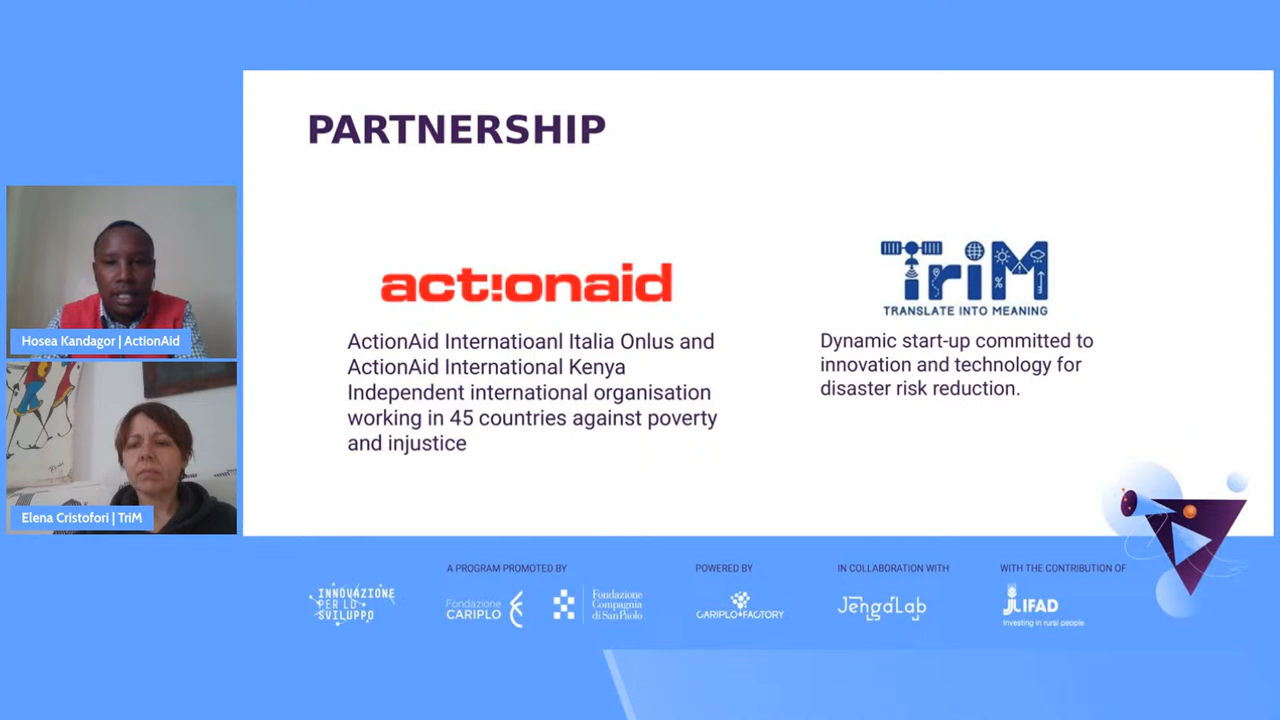 PARTNERSHIP
Hosea Kandagor | ActionAid
Elena Cristofori | TriM
act!onaid
ActionAid Internatioanl Italia Onlus and
ActionAid International Kenya
Independent international organisation
working in 45 countries against poverty
and injustice
TriM
TRANSLATE INTO MEANING
Dynamic start-up committed to
innovation and technology for
disaster risk reduction.
INNOVAZIONE
PER LO
SVILUPPO
A PROGRAM PROMOTED BY
Fondazione
CARIPLO
Fondazione
Compagnia
di San Paolo
POWERED BY
CARIPLO FACTORY
IN COLLABORATION WITH
JengaLab
WITH THE CONTRIBUTION OF
JLIFAD
Investing in rural people